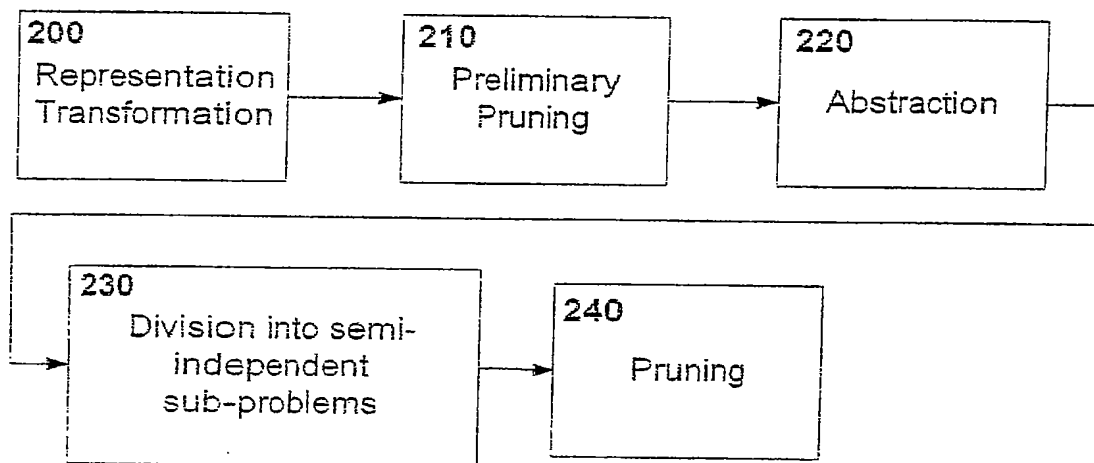 200
Representation
Transformation
210
Preliminary
Pruning
220
Abstraction
230
Division into semi-
independent
sub-problems
240
Pruning